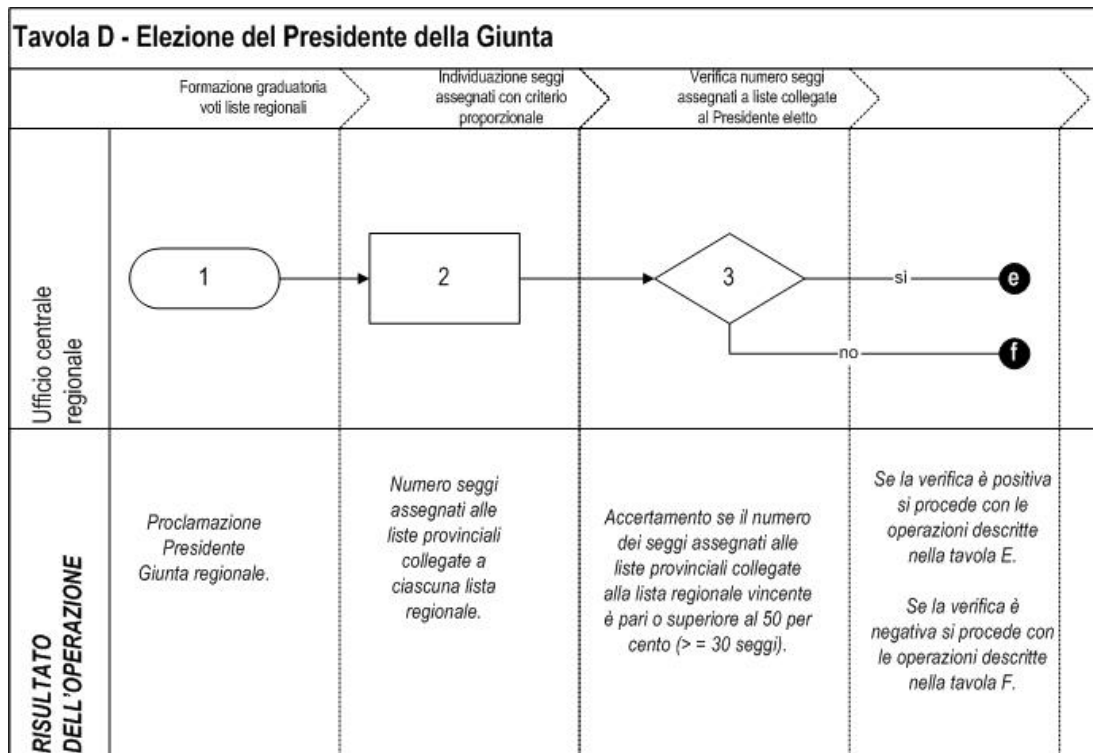 Tavola D - Elezione del Presidente della Giunta
Formazione graduatoria
voti liste regionali
Individuazione seggi
assegnati con criterio
proporzionale
Verifica numero seggi
assegnati a liste collegate
al Presidente eletto
Ufficio centrale
regionale
1
2
3
sì
e
no
f
RISULTATO
DELL'OPERAZIONE
Proclamazione
Presidente
Giunta regionale.
Numero seggi
assegnati alle
liste provinciali
collegate a
ciascuna lista
regionale.
Accertamento se il numero
dei seggi assegnati alle
liste provinciali collegate
alla lista regionale vincente
è pari o superiore al 50 per
cento (> = 30 seggi).
Se la verifica è positiva
si procede con le
operazioni descritte
nella tavola E.
Se la verifica è
negativa si procede con
le operazioni descritte
nella tavola F.